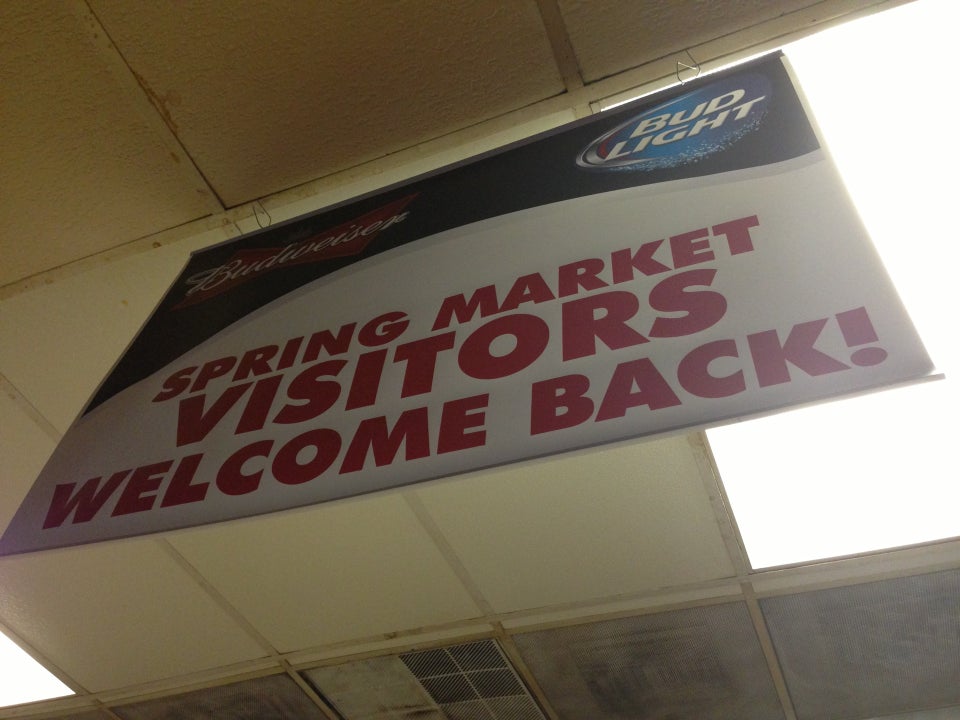 BUD
LIGHT
Budweiser
SPRING MARKET
VISITORS
WELCOME BACK!